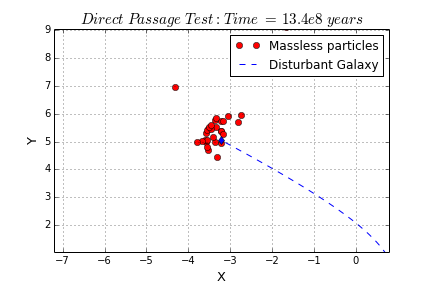 Direct Passage Test: Time = 13.4e8 years
9
8
7
6
5
4
3
2
Y
Massless particles
Disturbant Galaxy
−7 −6 −5 −4 −3 −2 −1 0
X